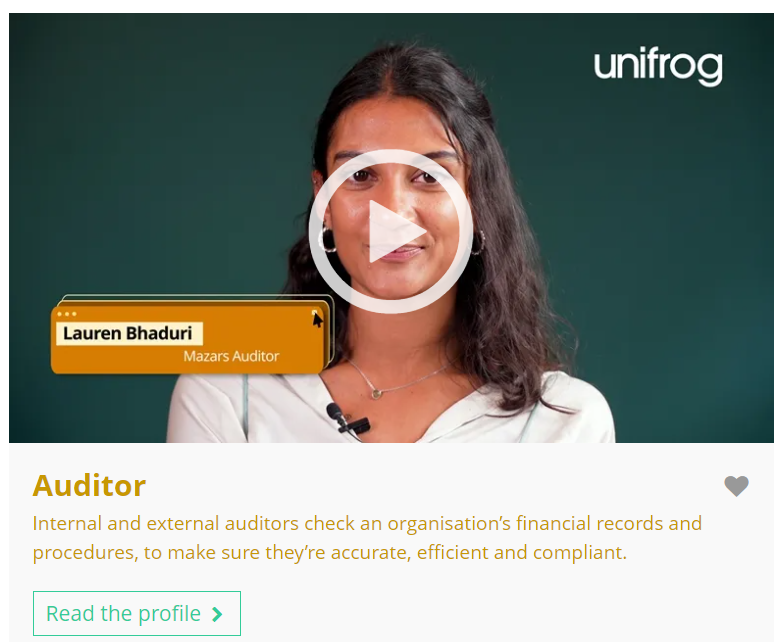 unifrog
Lauren Bhaduri
Mazars Auditor
Auditor
Internal and external auditors check an organisation’s financial records and
procedures, to make sure they’re accurate, efficient and compliant.
Read the profile